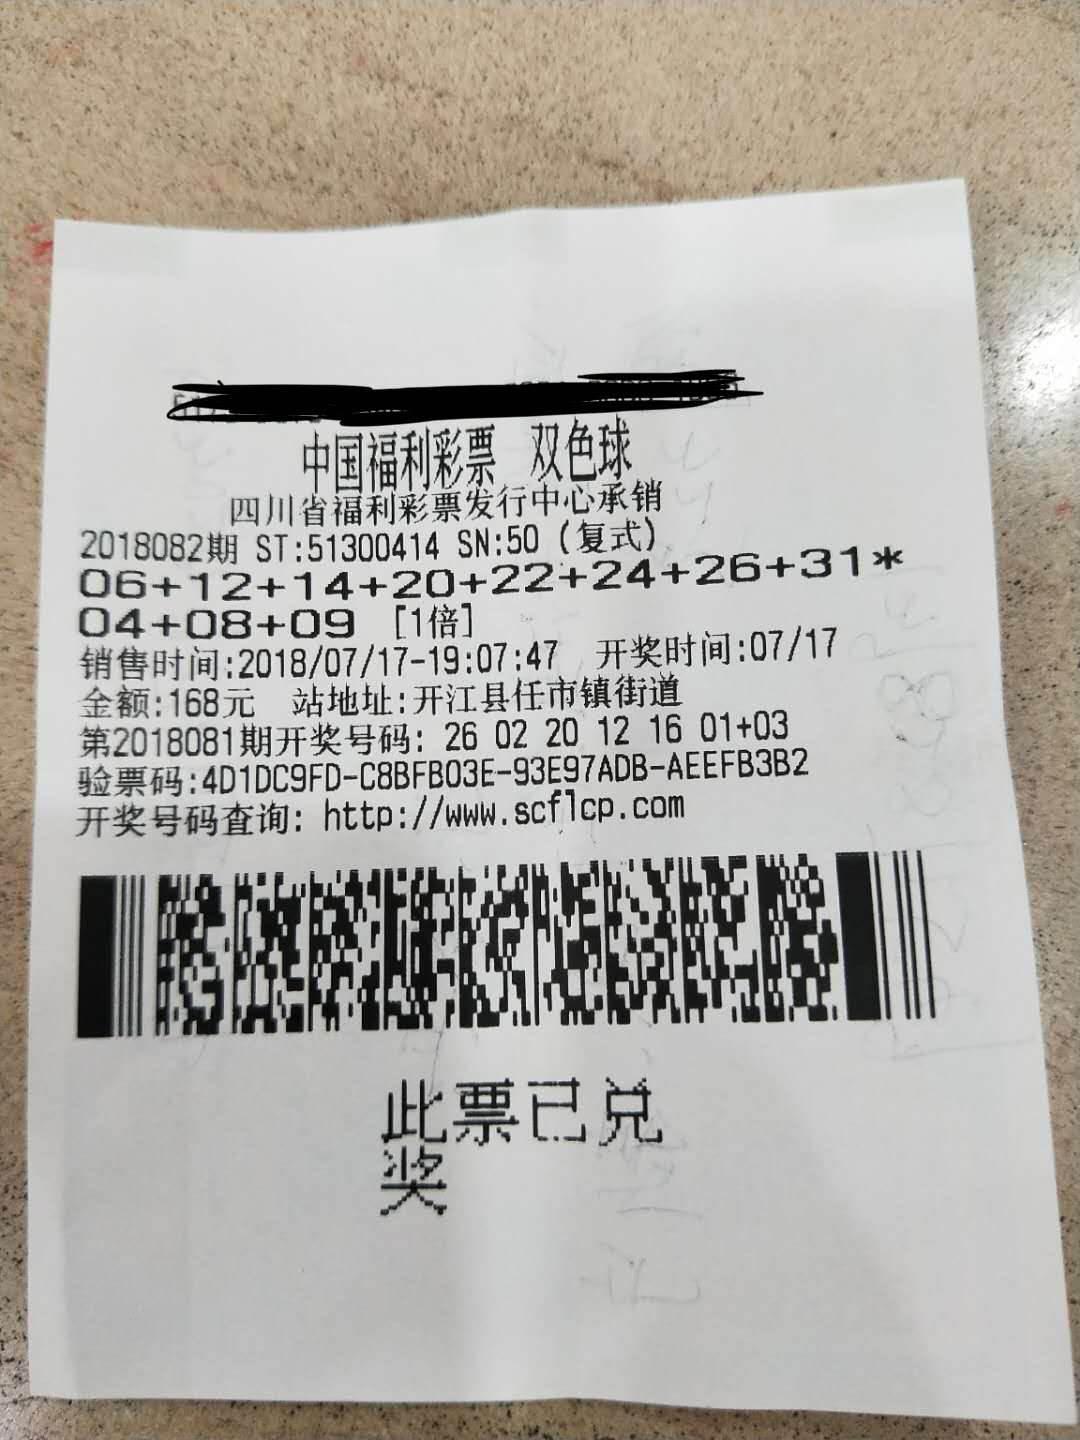 中国福利彩票 双色球
四川省福利彩票发行中心承销
2018082期 ST:51300414 SN:50 (复式)
06+12+14+20+22+24+26+31*
04+08+09 [1倍]
销售时间:2018/07/17-19:07:47 开奖时间:07/17
金额:168元 站地址:开江县任市镇街道
第2018081期开奖号码: 26 02 20 12 16 01+03
验票码:4D1DC9FD-C8BFB03E-93E97ADB-AEEFB3B2
开奖号码查询: http://www.scflcp.com
此票已兑
奖